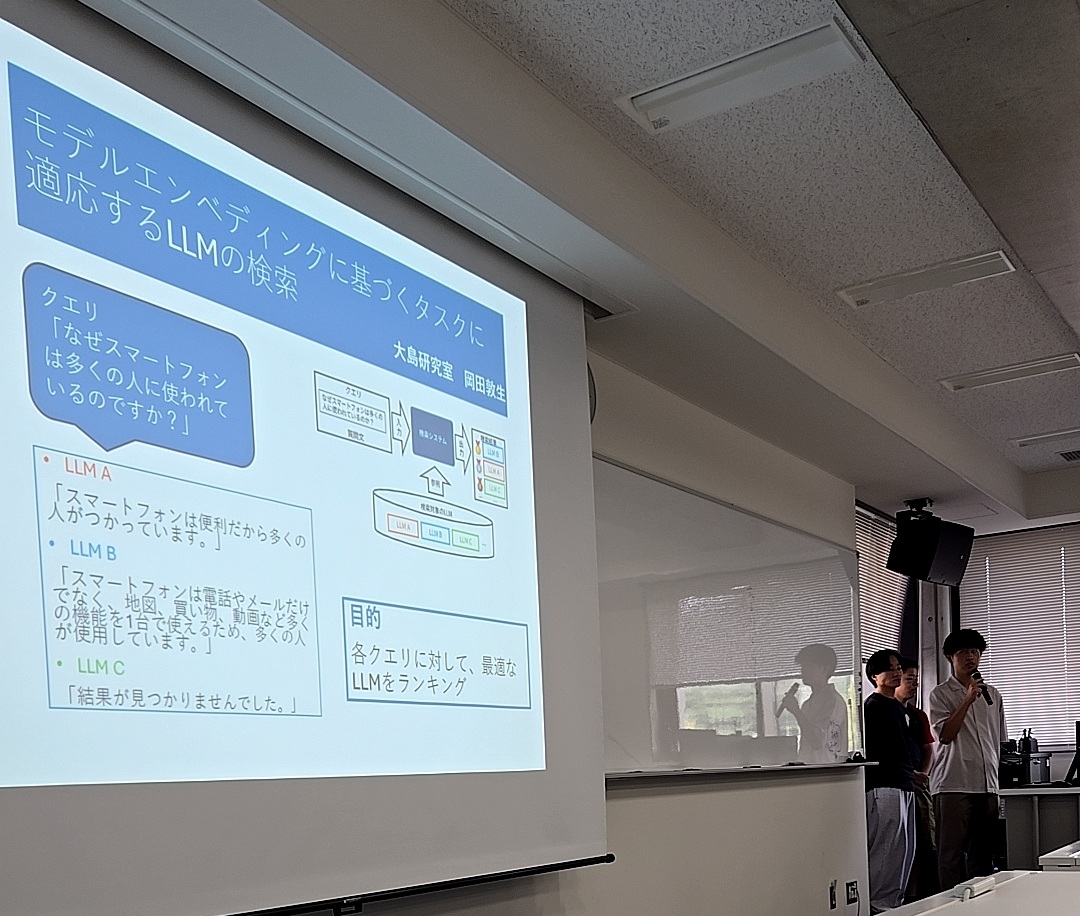 モデルエンベディングに基づくタスクに
適応するLLMの検索
大島研究室 岡田敦生
クエリ
「なぜスマートフォン
は多くの人に使われて
いるのですか？」
• LLM A
「スマートフォンは便利だから多くの
人がつかっています。」
• LLM B
「スマートフォンは電話やメールだけ
でなく、地図、買い物、動画など多く
の機能を1台で使えるため、多くの人
が使用しています。」
• LLM C
「結果が見つかりませんでした。」
クエリ
なぜスマートフォンは多くの
人に使われているのか？
質問文
入力
検索システム
出力
検索結果
LLM B
LLM A
LLM C
参照
検索対象のLLM
LLM A
LLM B
LLM C
...
目的
各クエリに対して、最適な
LLMをランキング